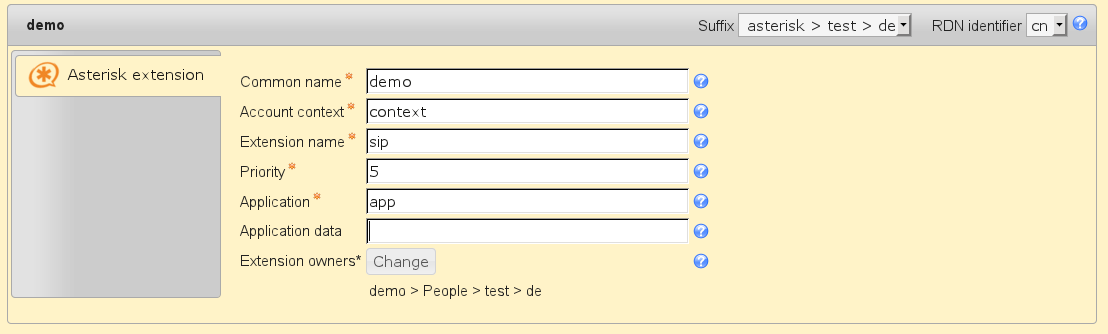 demo Suffix asterisk > test > de RDN identifier cn
Asterisk extension
Common name * demo
Account context * context
Extension name * sip
Priority * 5
Application * app
Application data
Extension owners* Change
demo > People > test > de